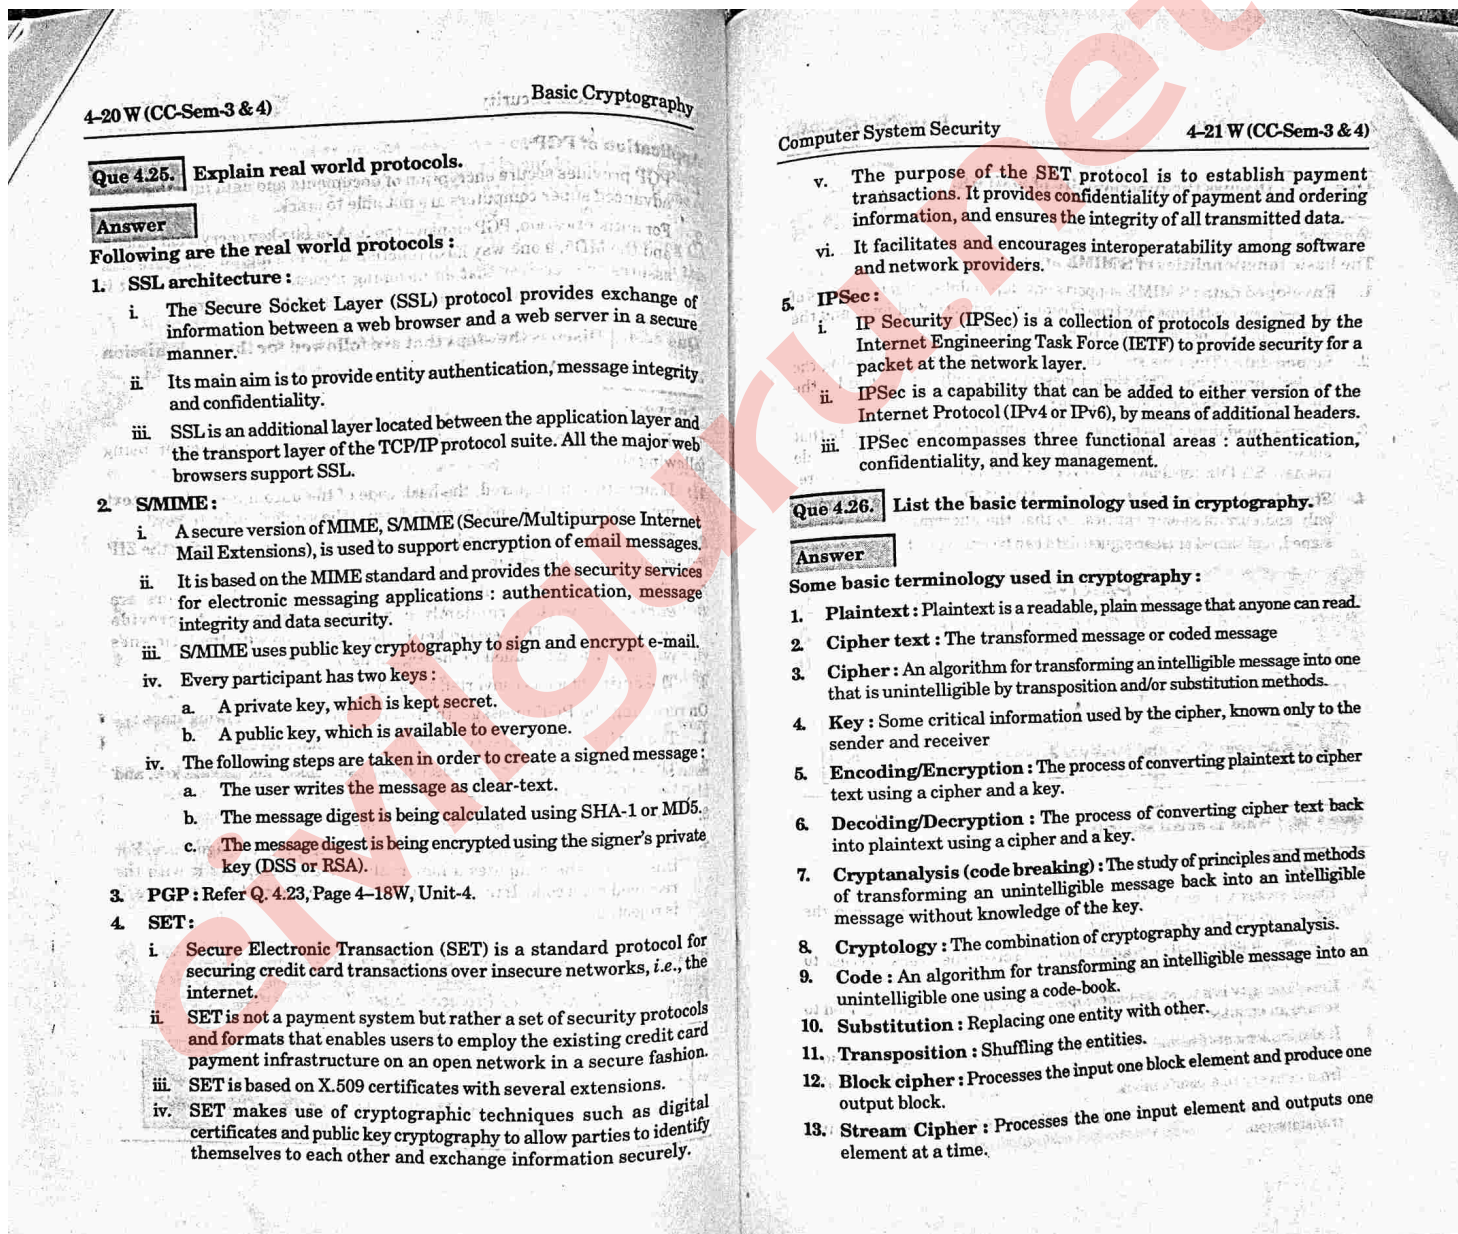 4–20 W (CC-Sem-3 & 4)
Basic Cryptography
Que 4.25. Explain real world protocols.
Answer
Following are the real world protocols :
1. SSL architecture :
i. The Secure Socket Layer (SSL) protocol provides exchange of
information between a web browser and a web server in a secure
manner.
ii. Its main aim is to provide entity authentication, message integrity
and confidentiality.
iii. SSL is an additional layer located between the application layer and
the transport layer of the TCP/IP protocol suite. All the major web
browsers support SSL.
2. S/MIME :
i. A secure version of MIME, S/MIME (Secure/Multipurpose Internet
Mail Extensions), is used to support encryption of email messages.
ii. It is based on the MIME standard and provides the security services
for electronic messaging applications : authentication, message
integrity and data security.
iii. S/MIME uses public key cryptography to sign and encrypt e-mail.
iv. Every participant has two keys :
a. A private key, which is kept secret.
b. A public key, which is available to everyone.
iv. The following steps are taken in order to create a signed message :
a. The user writes the message as clear-text.
b. The message digest is being calculated using SHA-1 or MD5.
c. The message digest is being encrypted using the signer's private
key (DSS or RSA).
3. PGP : Refer Q. 4.23, Page 4–18W, Unit-4.
4. SET :
i. Secure Electronic Transaction (SET) is a standard protocol for
securing credit card transactions over insecure networks, i.e., the
internet.
ii. SET is not a payment system but rather a set of security protocols
and formats that enables users to employ the existing credit card
payment infrastructure on an open network in a secure fashion.
iii. SET is based on X.509 certificates with several extensions.
iv. SET makes use of cryptographic techniques such as digital
certificates and public key cryptography to allow parties to identify
themselves to each other and exchange information securely.
Computer System Security
4–21 W (CC-Sem-3 & 4)
v. The purpose of the SET protocol is to establish payment
transactions. It provides confidentiality of payment and ordering
information, and ensures the integrity of all transmitted data.
vi. It facilitates and encourages interoperatability among software
and network providers.
5. IPSec :
i. IP Security (IPSec) is a collection of protocols designed by the
Internet Engineering Task Force (IETF) to provide security for a
packet at the network layer.
ii. IPSec is a capability that can be added to either version of the
Internet Protocol (IPv4 or IPv6), by means of additional headers.
iii. IPSec encompasses three functional areas : authentication,
confidentiality, and key management.
Que 4.26. List the basic terminology used in cryptography.
Answer
Some basic terminology used in cryptography :
1. Plaintext : Plaintext is a readable, plain message that anyone can read.
2. Cipher text : The transformed message or coded message
3. Cipher : An algorithm for transforming an intelligible message into one
that is unintelligible by transposition and/or substitution methods.
4. Key : Some critical information used by the cipher, known only to the
sender and receiver
5. Encoding/Encryption : The process of converting plaintext to cipher
text using a cipher and a key.
6. Decoding/Decryption : The process of converting cipher text back
into plaintext using a cipher and a key.
7. Cryptanalysis (code breaking) : The study of principles and methods
of transforming an unintelligible message back into an intelligible
message without knowledge of the key.
8. Cryptology : The combination of cryptography and cryptanalysis.
9. Code : An algorithm for transforming an intelligible message into an
unintelligible one using a code-book.
10. Substitution : Replacing one entity with other.
11. Transposition : Shuffling the entities.
12. Block cipher : Processes the input one block element and produce one
output block.
13. Stream Cipher : Processes the one input element and outputs one
element at a time.
civilguru.net